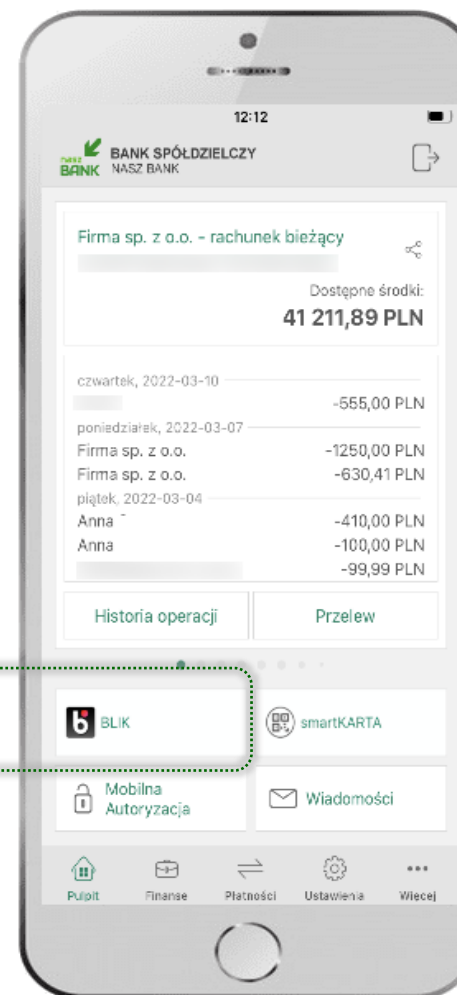 12:12
nasz BANK BANK SPÓŁDZIELCZY
NASZ BANK
Firma sp. z o.o. - rachunek bieżący
Dostępne środki:
41 211,89 PLN
czwartek, 2022-03-10
-555,00 PLN
poniedziałek, 2022-03-07
Firma sp. z o.o. -1250,00 PLN
Firma sp. z o.o. -630,41 PLN
piątek, 2022-03-04
Anna -410,00 PLN
Anna -100,00 PLN
-99,99 PLN
Historia operacji Przelew
BLIK smartKARTA
Mobilna
Autoryzacja
Wiadomości
Pulpit Finanse Płatności Ustawienia Więcej